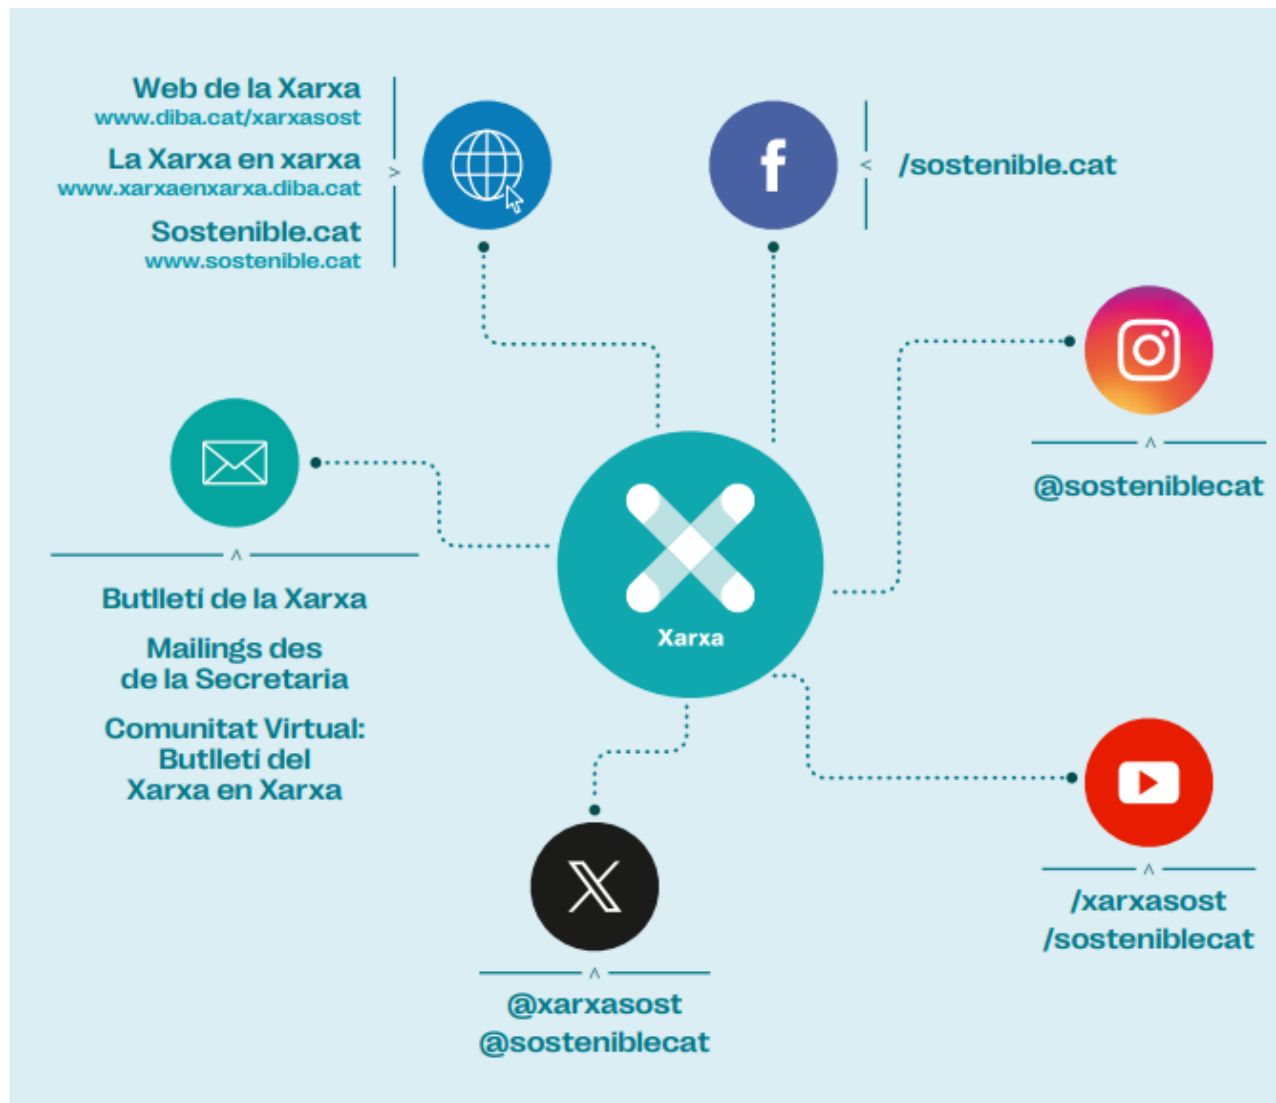 Web de la Xarxa
www.diba.cat/xarxasost
La Xarxa en xarxa
www.xarxaenxarxa.diba.cat
Sostenible.cat
www.sostenible.cat
f
/sostenible.cat
@sosteniblecat
Butlletí de la Xarxa
Mailings des
de la Secretaria
Comunitat Virtual:
Butlletí del
Xarxa en Xarxa
Xarxa
/xarxasost
/sosteniblecat
@xarxasost
@sosteniblecat